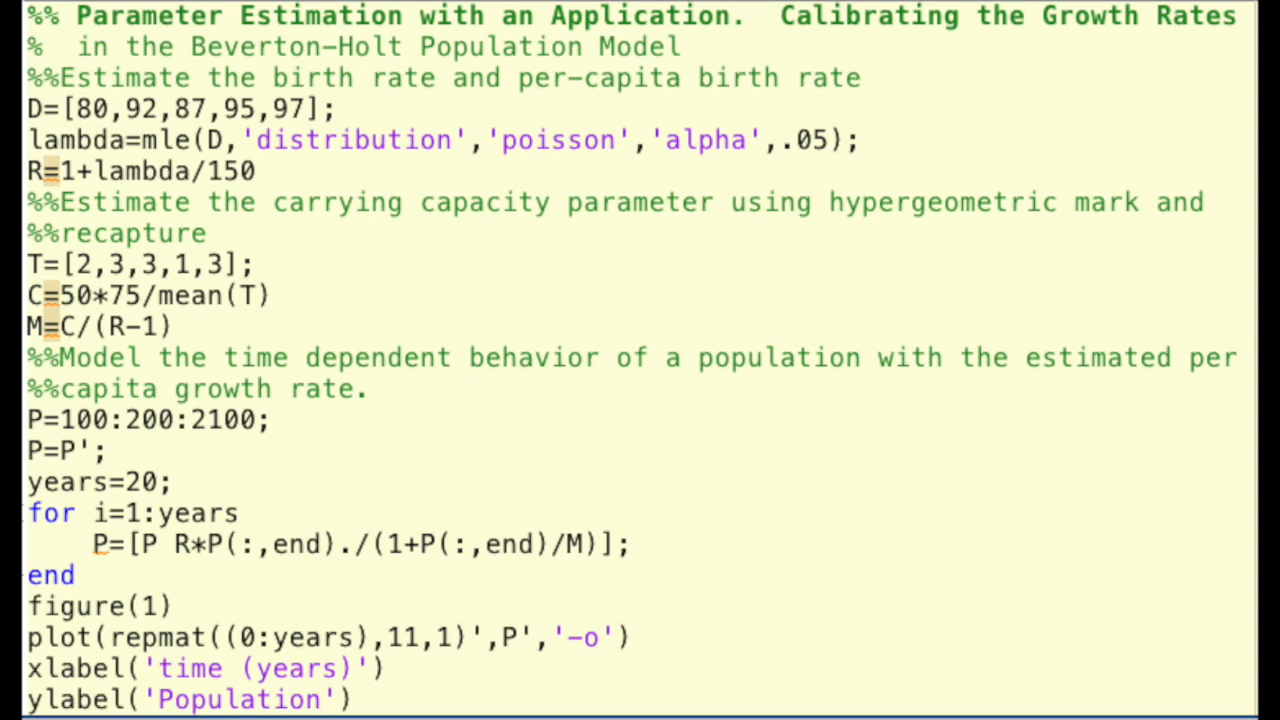 %% Parameter Estimation with an Application.  Calibrating the Growth Rates
%  in the Beverton-Holt Population Model
%%Estimate the birth rate and per-capita birth rate
D=[80,92,87,95,97];
lambda=mle(D,'distribution','poisson','alpha',.05);
R=1+lambda/150
%%Estimate the carrying capacity parameter using hypergeometric mark and
%%recapture
T=[2,3,3,1,3];
C=50*75/mean(T)
M=C/(R-1)
%%Model the time dependent behavior of a population with the estimated per
%%capita growth rate.
P=100:200:2100;
P=P';
years=20;
for i=1:years
    P=[P R*P(:,end)./(1+P(:,end)/M)];
end
figure(1)
plot(repmat((0:years),11,1)',P','-o')
xlabel('time (years)')
ylabel('Population')